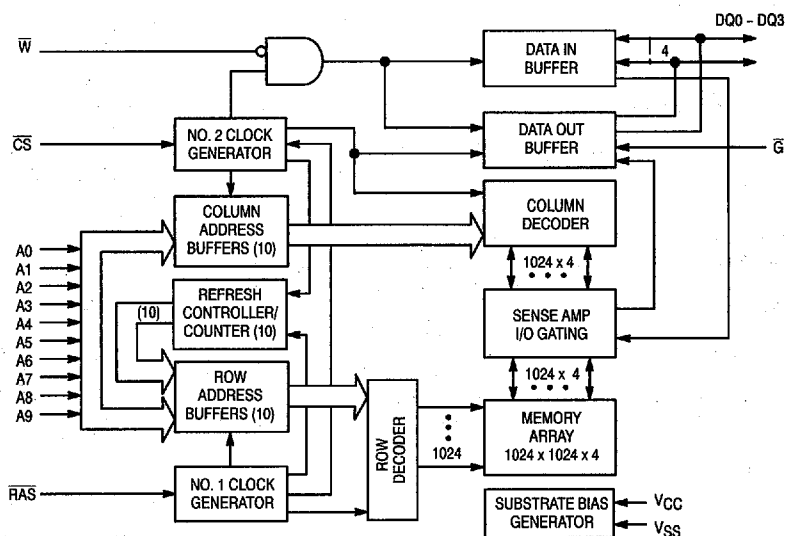 DQ0 – DQ3
W
DATA IN
BUFFER
4
CS
NO. 2 CLOCK
GENERATOR
DATA OUT
BUFFER
G
COLUMN
ADDRESS
BUFFERS (10)
COLUMN
DECODER
A0
A1
A2
A3
A4
A5
A6
A7
A8
A9
1024 x 4
(10)
REFRESH
CONTROLLER/
COUNTER (10)
SENSE AMP
I/O GATING
1024 x 4
ROW
ADDRESS
BUFFERS (10)
ROW
DECODER
1024
MEMORY
ARRAY
1024 x 1024 x 4
RAS
NO. 1 CLOCK
GENERATOR
SUBSTRATE BIAS
GENERATOR
VCC
VSS